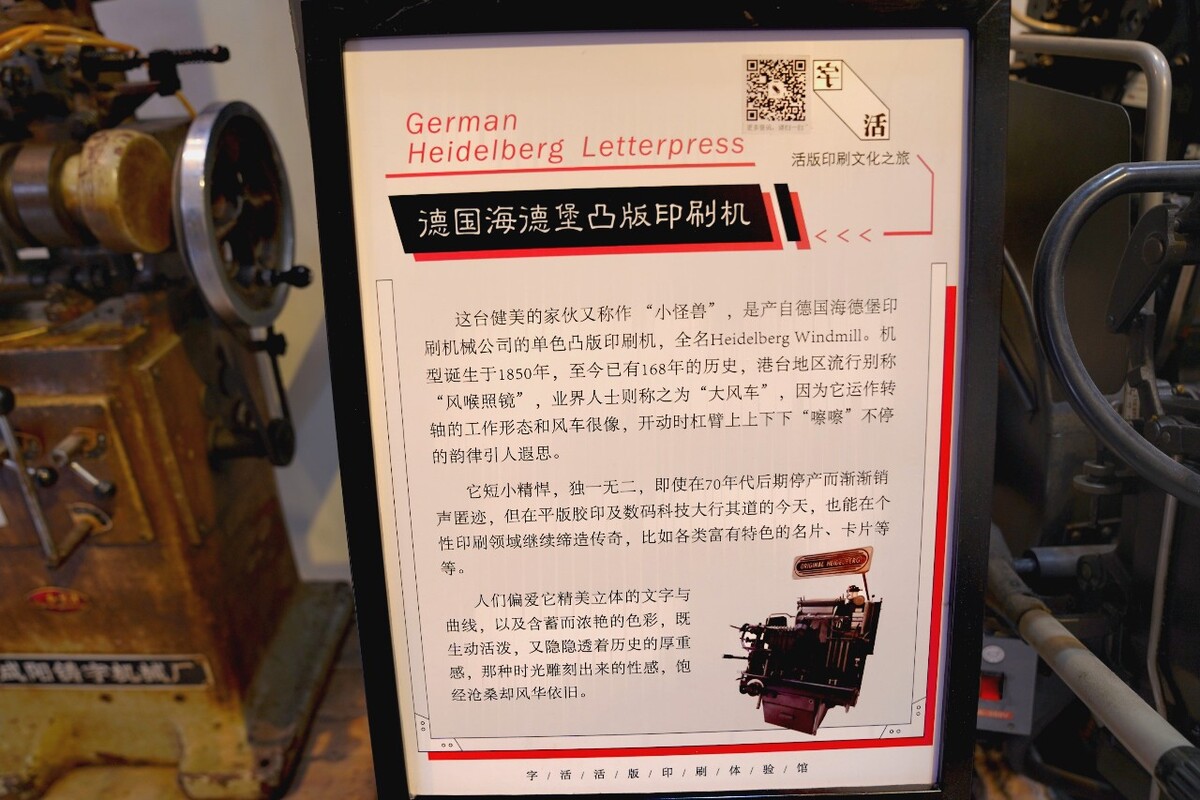 字
活
活版印刷文化之旅
German
Heidelberg Letterpress
德国海德堡凸版印刷机
这台健美的家伙又称作“小怪兽”，是产自德国海德堡印
刷机械公司的单色凸版印刷机，全名Heidelberg Windmill。机
型诞生于1850年，至今已有168年的历史，港台地区流行别称
“风喉照镜”，业界人士则称之为“大风车”，因为它运作转
轴的工作形态和风车很像，开动时杠臂上上下下“嚓嚓”不停
的韵律引人遐思。
它短小精悍，独一无二，即使在70年代后期停产而渐渐销
声匿迹，但在平版胶印及数码科技大行其道的今天，也能在个
性印刷领域继续缔造传奇，比如各类富有特色的名片、卡片等
等。
人们偏爱它精美立体的文字与
曲线，以及含蓄而浓艳的色彩，既
生动活泼，又隐隐透着历史的厚重
感，那种时光雕刻出来的性感，饱
经沧桑却风华依旧。
ORIGINAL HEIDELBERG
字/活/活/版/印/刷/体/验/馆
咸阳铸字机械厂